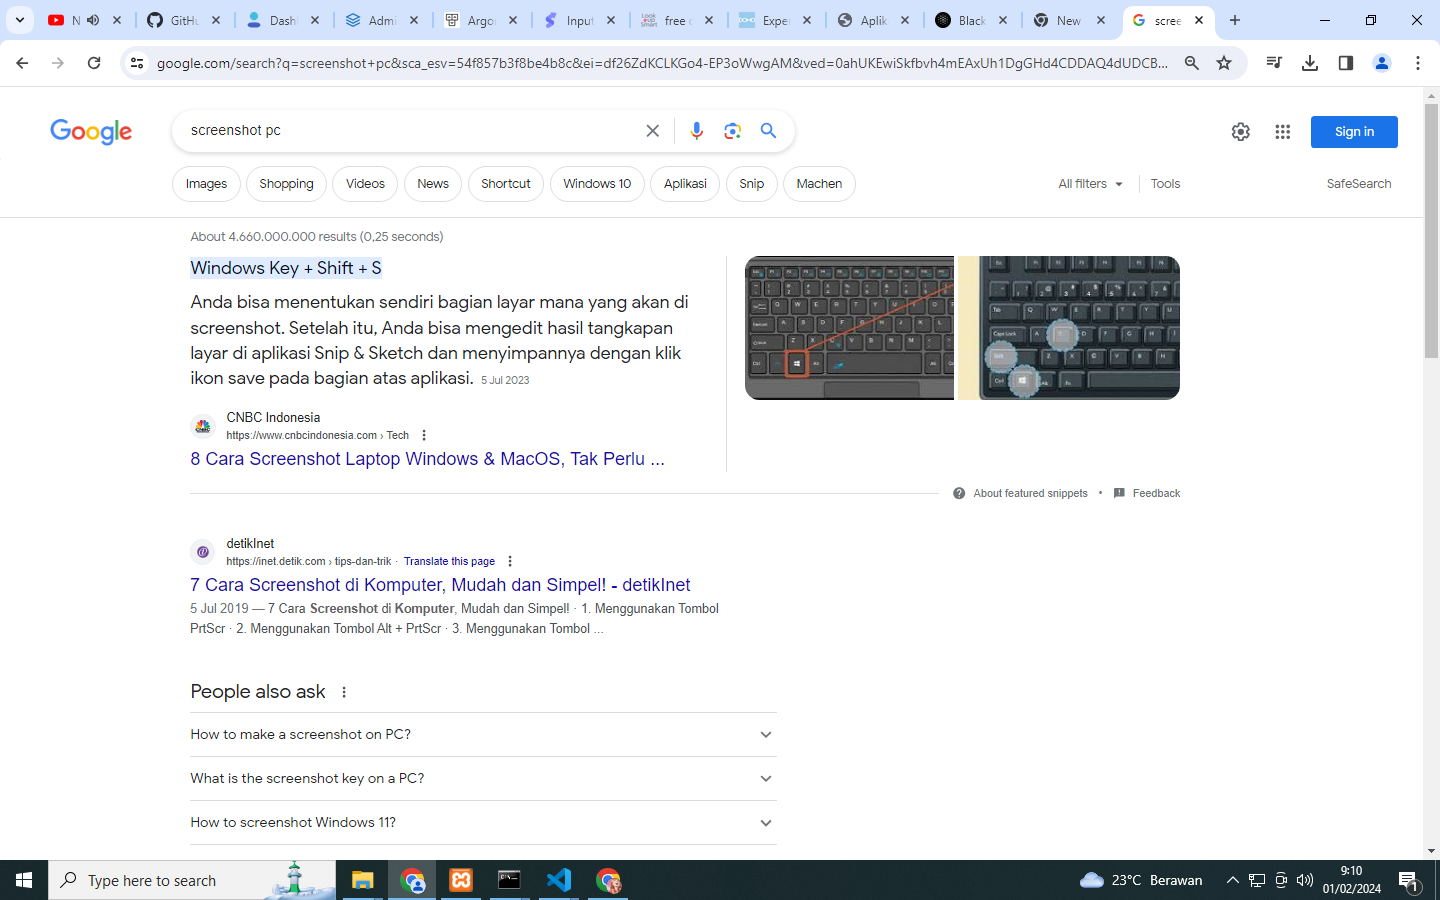 N
GitHu
Dashl
Admi
Argo
Input
free c
Exper
Aplik
Black
New
scree
google.com/search?q=screenshot+pc&sca_esv=54f857b3f8be4b8c&ei=df26ZdKCLKGo4-EP3oWwgAM&ved=0ahUKEwiSkfbvh4mEAxUh1DgGHd4CDDAQ4dUDCB...
Google
screenshot pc
Sign in
Images
Shopping
Videos
News
Shortcut
Windows 10
Aplikasi
Snip
Machen
All filters
Tools
SafeSearch
About 4.660.000.000 results (0,25 seconds)
Windows Key + Shift + S
Anda bisa menentukan sendiri bagian layar mana yang akan di
screenshot. Setelah itu, Anda bisa mengedit hasil tangkapan
layar di aplikasi Snip & Sketch dan menyimpannya dengan klik
ikon save pada bagian atas aplikasi. 5 Jul 2023
CNBC Indonesia
https://www.cnbcindonesia.com › Tech
8 Cara Screenshot Laptop Windows & MacOS, Tak Perlu ...
About featured snippets • Feedback
detikInet
https://inet.detik.com › tips-dan-trik · Translate this page
7 Cara Screenshot di Komputer, Mudah dan Simpel! - detikInet
5 Jul 2019 — 7 Cara Screenshot di Komputer, Mudah dan Simpel! · 1. Menggunakan Tombol
PrtScr · 2. Menggunakan Tombol Alt + PrtScr · 3. Menggunakan Tombol ...
People also ask
How to make a screenshot on PC?
What is the screenshot key on a PC?
How to screenshot Windows 11?
Type here to search
23°C Berawan
9:10
01/02/2024
1